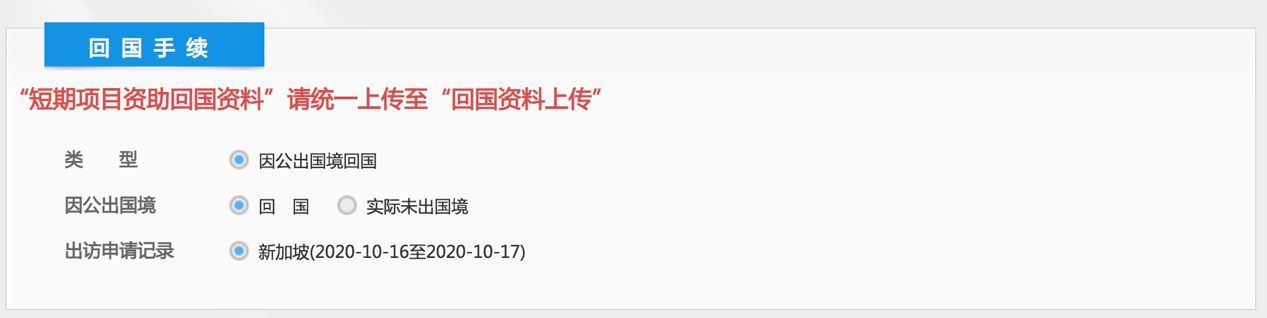 回国手续
“短期项目资助回国资料”请统一上传至“回国资料上传”
类 型 因公出国境回国
因公出国境 回 国 实际未出国境
出访申请记录 新加坡(2020-10-16至2020-10-17)